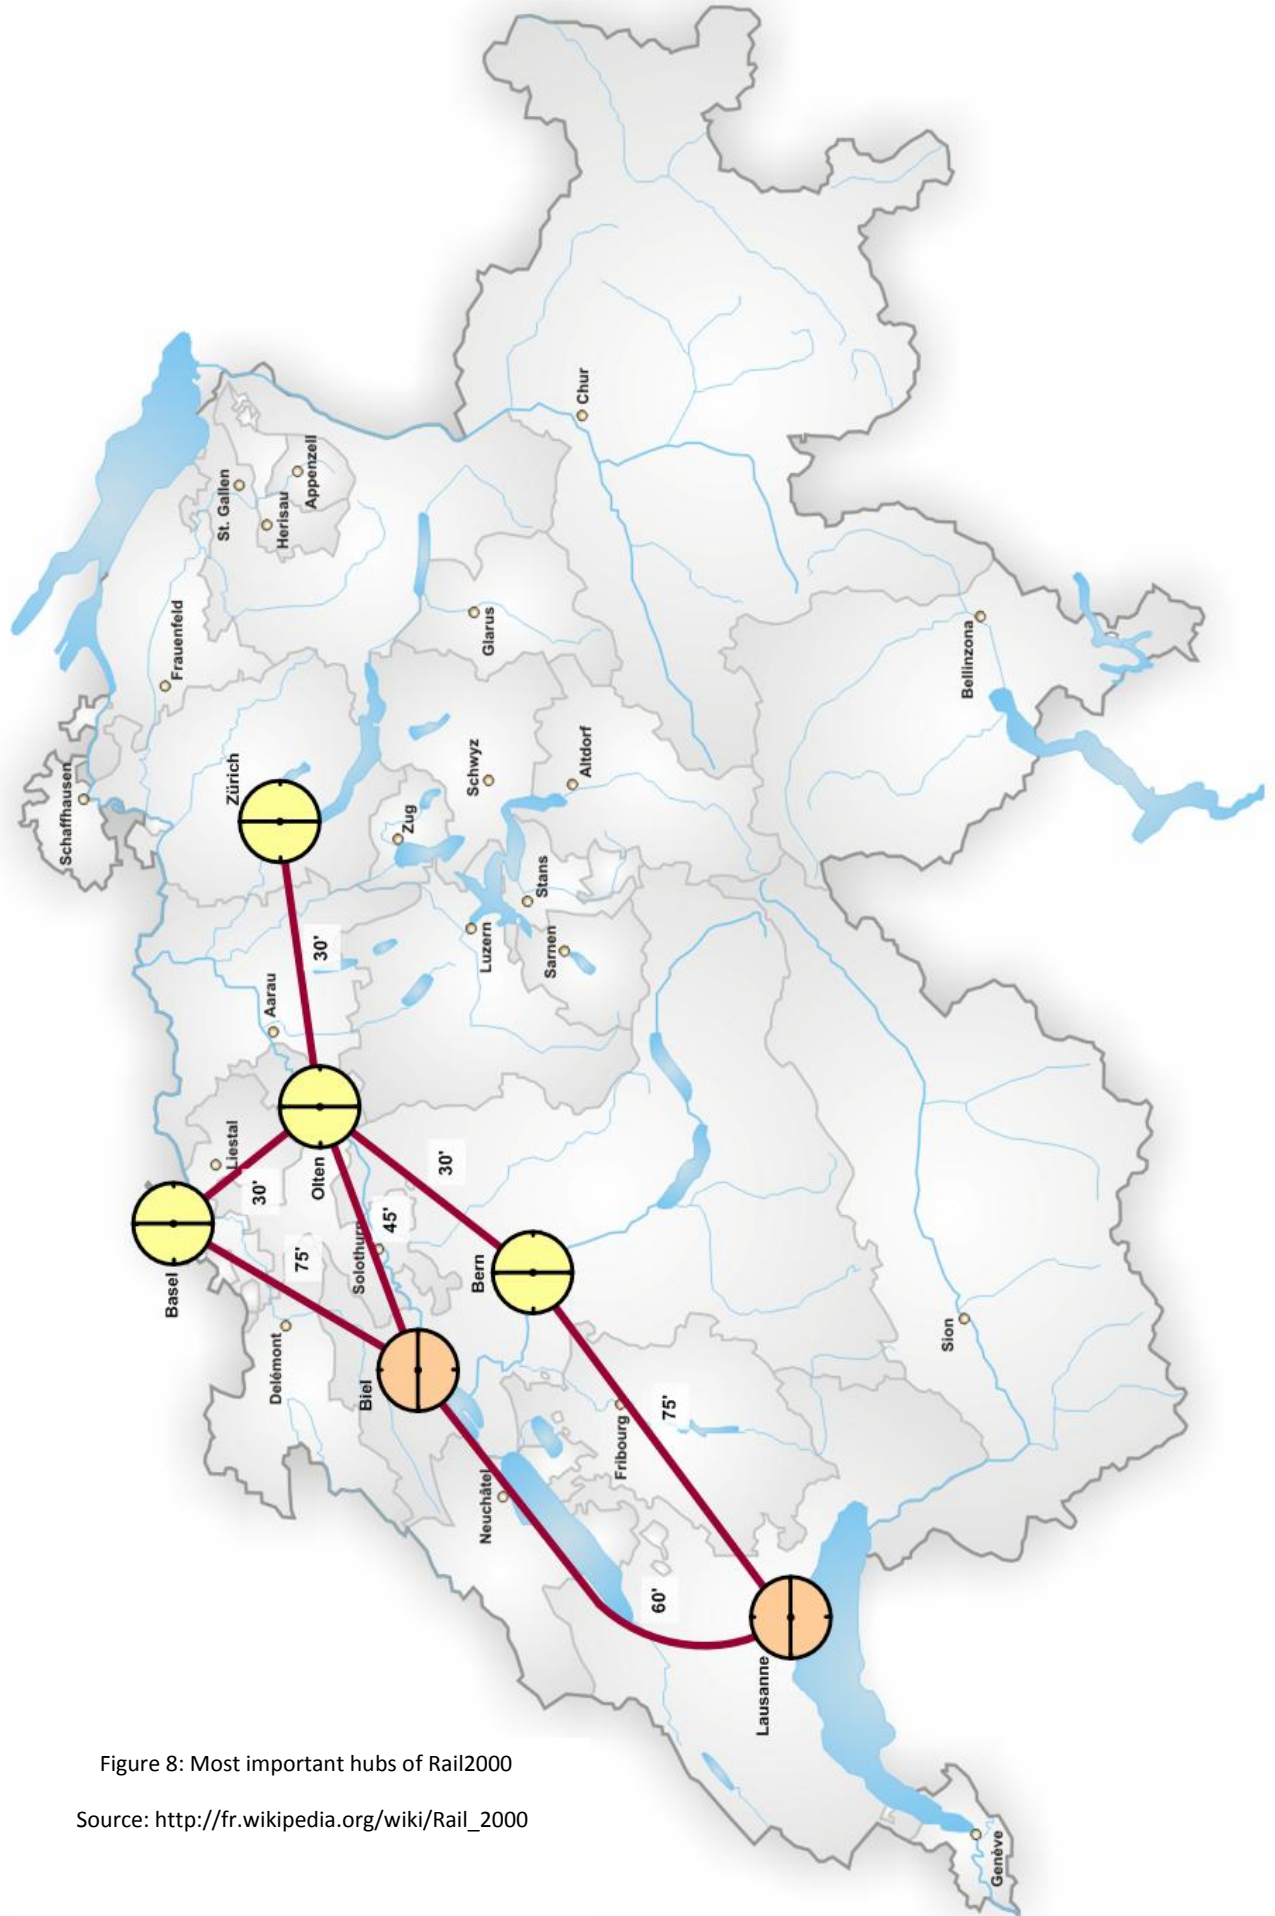 Schaffhausen
Frauenfeld
St. Gallen
Herisau
Appenzell
Zürich
Glarus
Chur
Schwyz
Altdorf
Zug
Bellinzona
Aarau
30'
Luzern
Stans
Sarnen
Liestal
Olten
Basel
30'
75'
45'
30'
Solothurn
Delémont
Biel
Bern
Neuchâtel
Fribourg
75'
Sion
60'
Lausanne
Genève
Figure 8: Most important hubs of Rail2000
Source: http://fr.wikipedia.org/wiki/Rail_2000